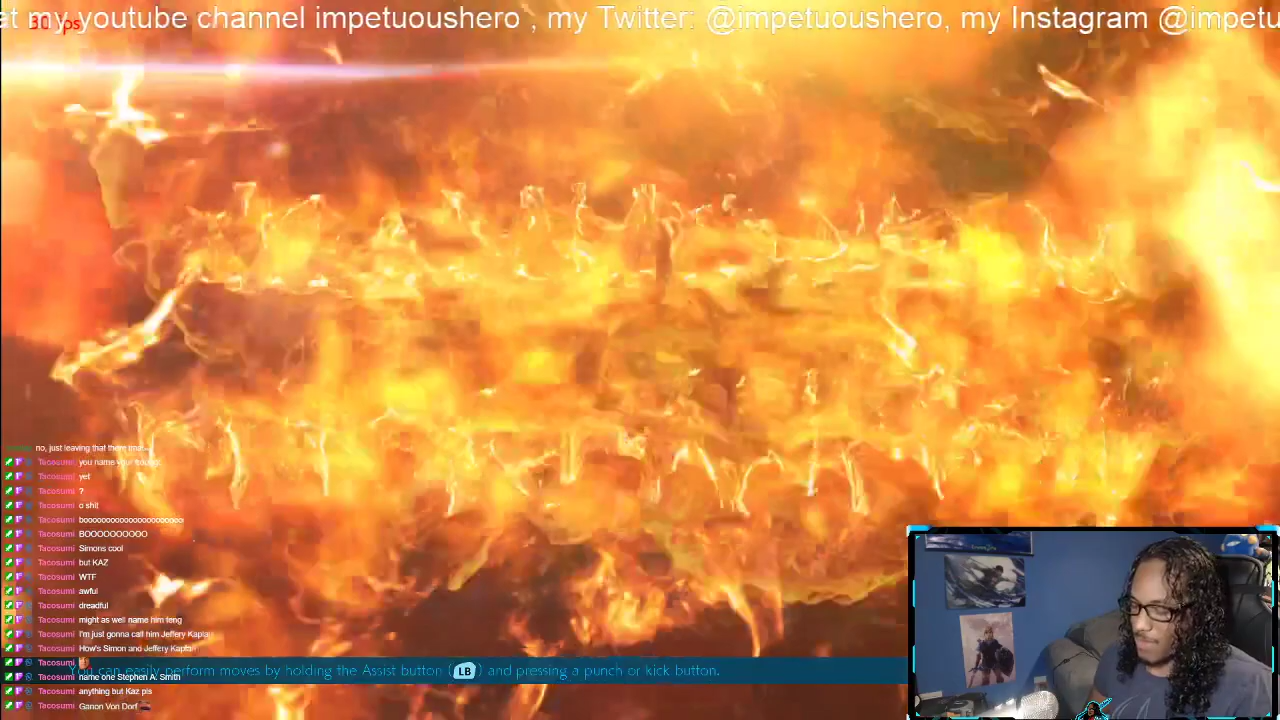 at my youtube channel impetuoushero , my Twitter: @impetuoushero, my Instagram @impetu
30 ps
no, just leaving that there
Tacosumi you name your
Tacosumi yet
Tacosumi ?
Tacosumi o shit
Tacosumi booooooooooooooooooooooo
Tacosumi BOOOOOOOOOO
Tacosumi Simons cool
Tacosumi but KAZ
Tacosumi WTF
Tacosumi awful
Tacosumi dreadful
Tacosumi might as well name him feng
Tacosumi I'm just gonna call him Jeffery Kaplan
Tacosumi How's Simon and Jeffery Kaplan
Tacosumi
You can easily perform moves by holding the Assist button (LB) and pressing a punch or kick button.
Tacosumi name one Stephen A. Smith
Tacosumi anything but Kaz pls
Tacosumi Ganon Von Dorf